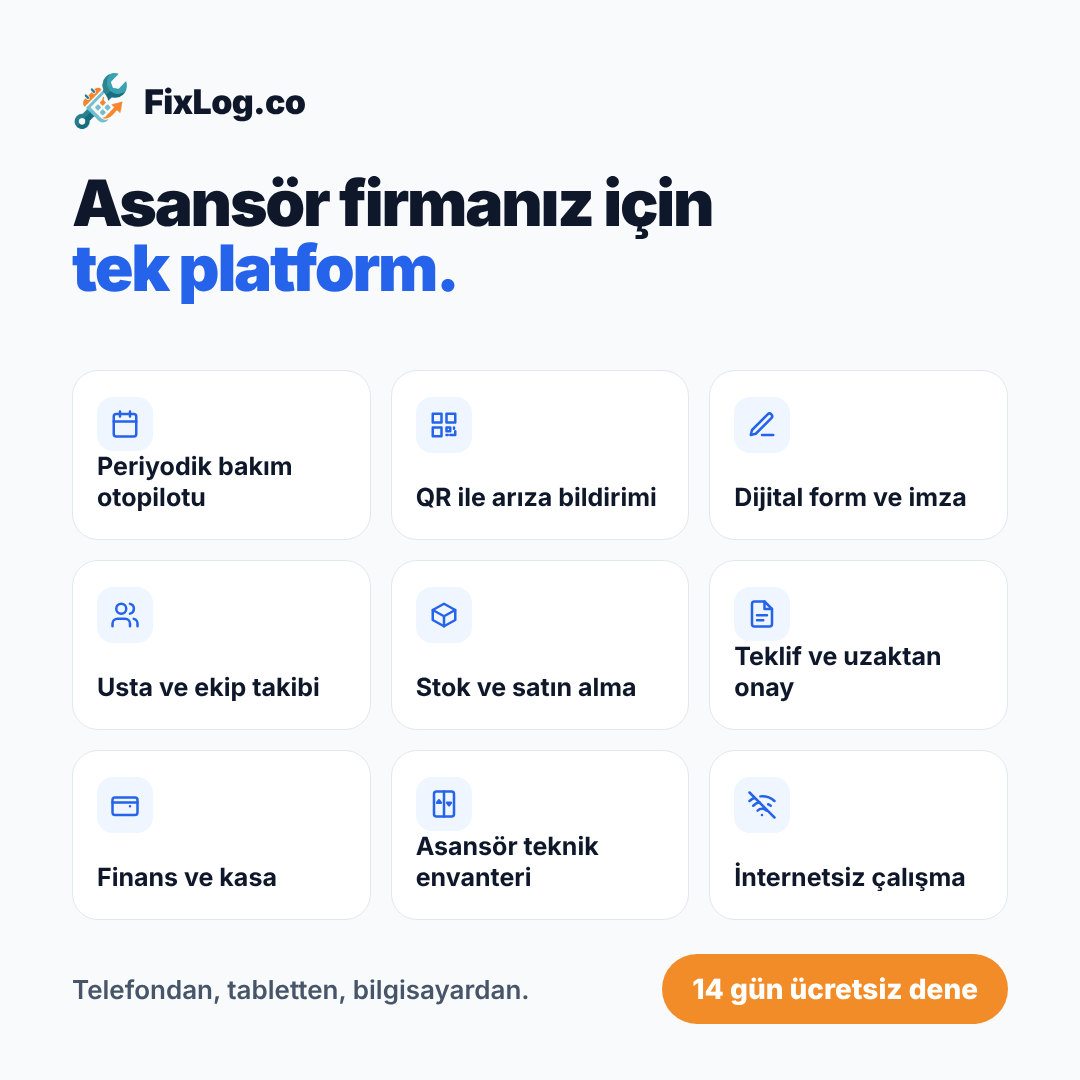 FixLog.co
Asansör firmanız için
tek platform.
Periyodik bakım
otopilotu
QR ile arıza bildirimi
Dijital form ve imza
Usta ve ekip takibi
Stok ve satın alma
Teklif ve uzaktan
onay
Finans ve kasa
Asansör teknik
envanteri
İnternetsiz çalışma
Telefondan, tabletten, bilgisayardan.
14 gün ücretsiz dene